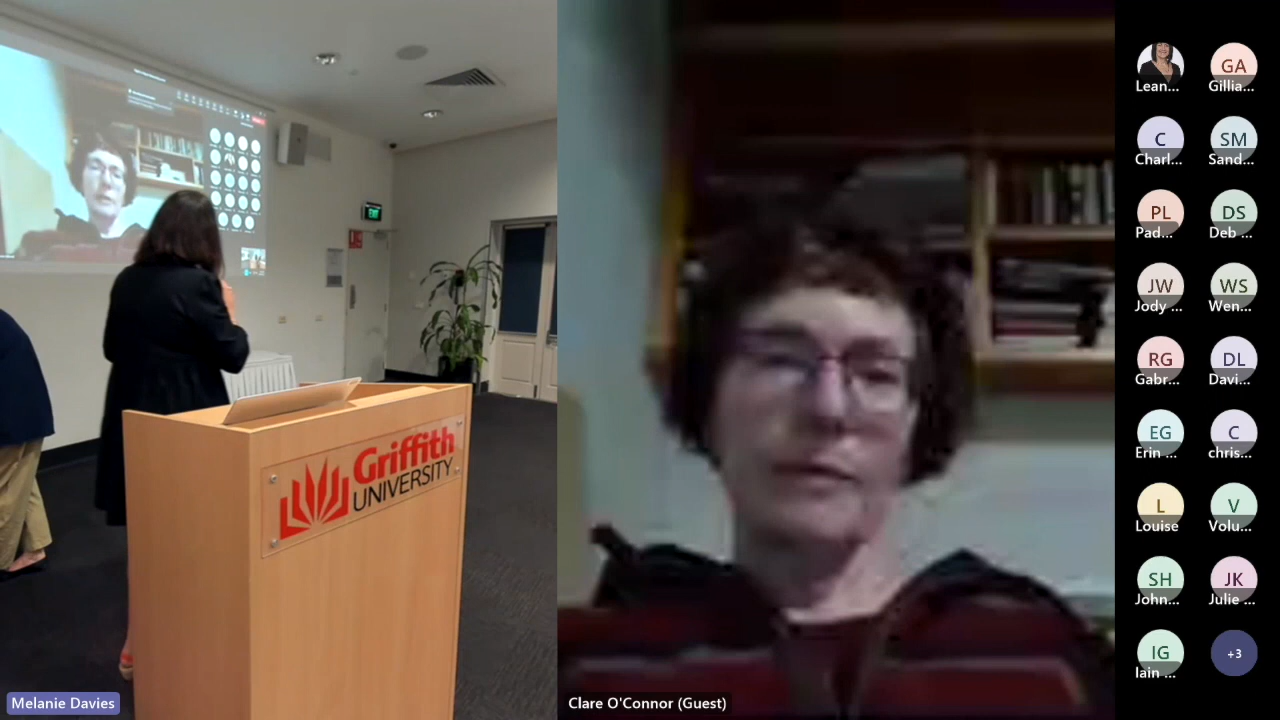 EXIT
Griffith
UNIVERSITY
Melanie Davies
Clare O'Connor (Guest)
Lean...
GA
Gillia...
C
Charl...
SM
Sand...
PL
Pad...
DS
Deb ...
JW
Jody ...
WS
Wen...
RG
Gabr...
DL
Davi...
EG
Erin ...
C
chris...
L
Louise
V
Volu...
SH
John...
JK
Julie ...
IG
Iain ...
+3